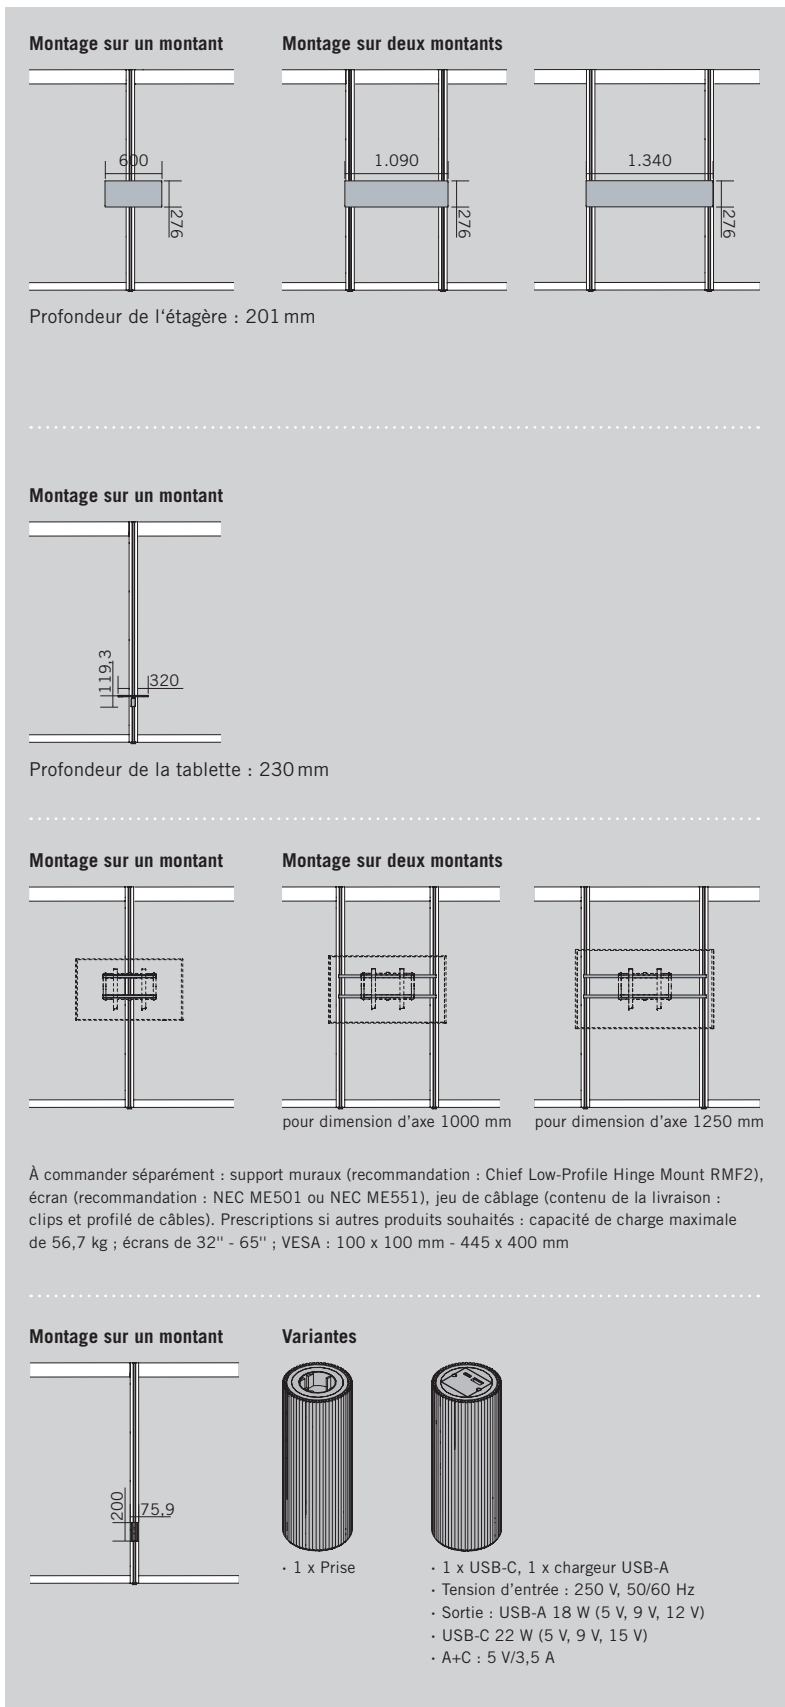 Montage sur un montant
Montage sur deux montants
600
276
1.090
276
1.340
276
Profondeur de l‘étagère : 201 mm
Montage sur un montant
119,3
320
Profondeur de la tablette : 230 mm
Montage sur un montant
Montage sur deux montants
pour dimension d’axe 1000 mm
pour dimension d’axe 1250 mm
À commander séparément : support muraux (recommandation : Chief Low-Profile Hinge Mount RMF2),
écran (recommandation : NEC ME501 ou NEC ME551), jeu de câblage (contenu de la livraison :
clips et profilé de câbles). Prescriptions si autres produits souhaités : capacité de charge maximale
de 56,7 kg ; écrans de 32'' - 65'' ; VESA : 100 x 100 mm - 445 x 400 mm
Montage sur un montant
Variantes
200
75,9
· 1 x Prise
· 1 x USB-C, 1 x chargeur USB-A
· Tension d’entrée : 250 V, 50/60 Hz
· Sortie : USB-A 18 W (5 V, 9 V, 12 V)
· USB-C 22 W (5 V, 9 V, 15 V)
· A+C : 5 V/3,5 A